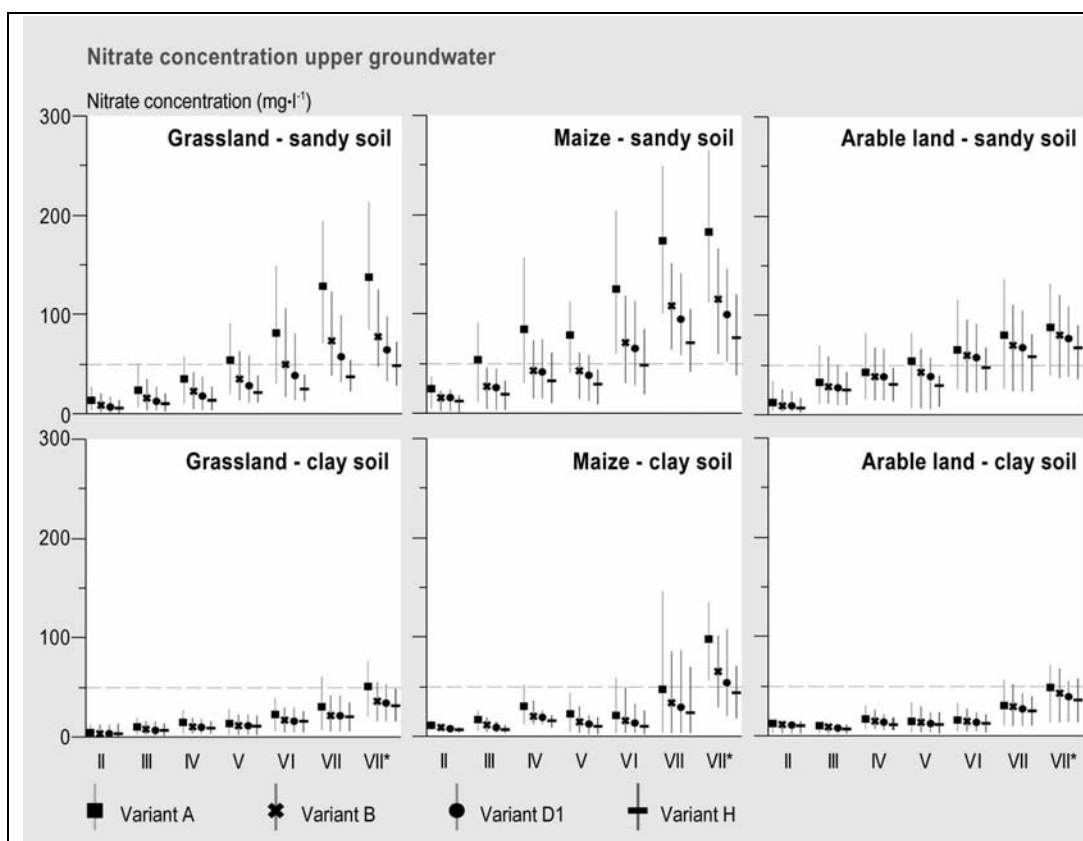 Nitrate concentration upper groundwater
Nitrate concentration (mg·l⁻¹)
300
200
100
0
Grassland - sandy soil
Maize - sandy soil
Arable land - sandy soil
300
200
100
0
Grassland - clay soil
Maize - clay soil
Arable land - clay soil
II III IV V VI VII VII*
II III IV V VI VII VII*
II III IV V VI VII VII*
Variant A
Variant B
Variant D1
Variant H